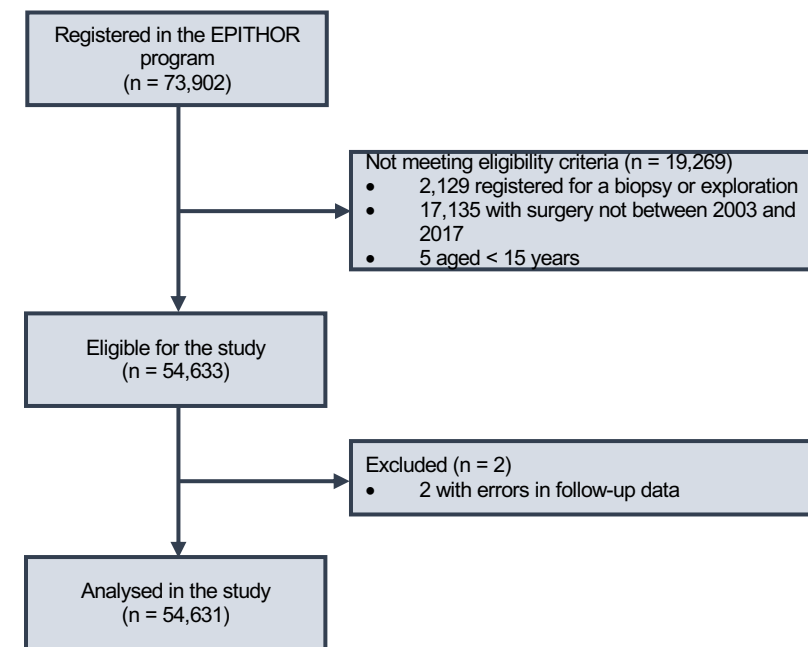 Registered in the EPITHOR
program
(n = 73,902)
Not meeting eligibility criteria (n = 19,269)
• 2,129 registered for a biopsy or exploration
• 17,135 with surgery not between 2003 and
2017
• 5 aged < 15 years
Eligible for the study
(n = 54,633)
Excluded (n = 2)
• 2 with errors in follow-up data
Analysed in the study
(n = 54,631)